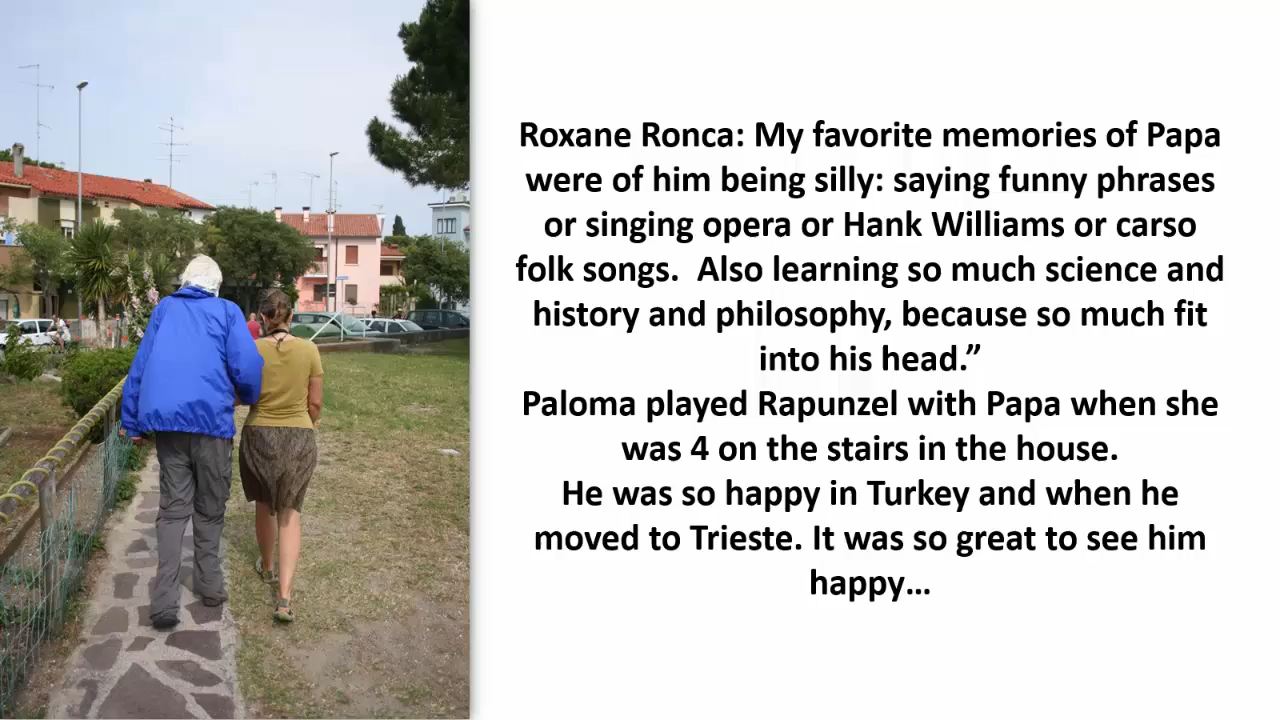 Roxane Ronca: My favorite memories of Papa
were of him being silly: saying funny phrases
or singing opera or Hank Williams or carso
folk songs.  Also learning so much science and
history and philosophy, because so much fit
into his head.”
Paloma played Rapunzel with Papa when she
was 4 on the stairs in the house.
He was so happy in Turkey and when he
moved to Trieste. It was so great to see him
happy…